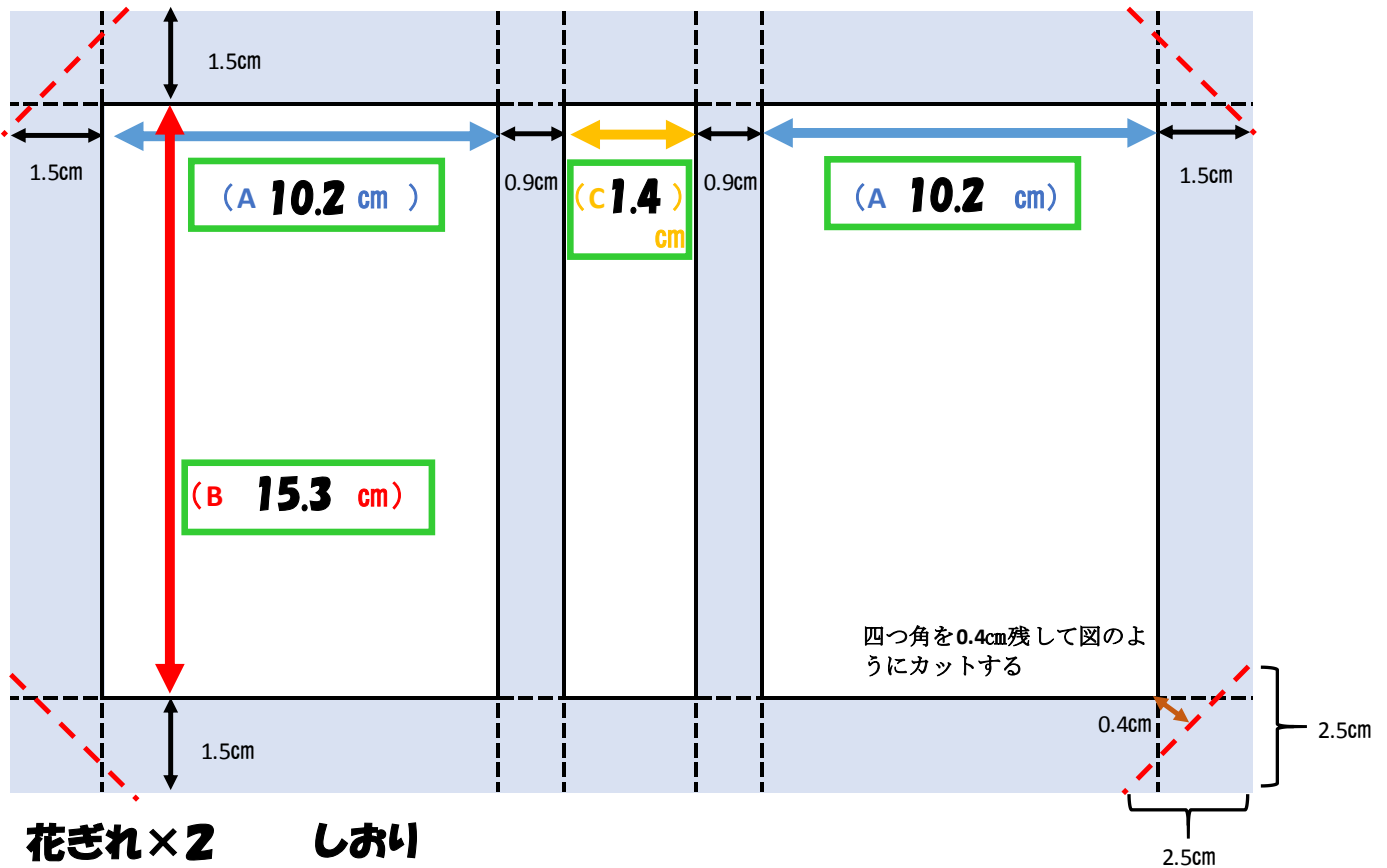 1.5㎝
1.5㎝
0.9㎝
0.9㎝
1.5㎝
(A 10.2 ㎝ )
(C 1.4 )
㎝
(A 10.2 ㎝)
(B 15.3 ㎝)
四つ角を0.4㎝残して図のよ
うにカットする
0.4㎝
2.5㎝
1.5㎝
2.5㎝
花ぎれ×2 しおり